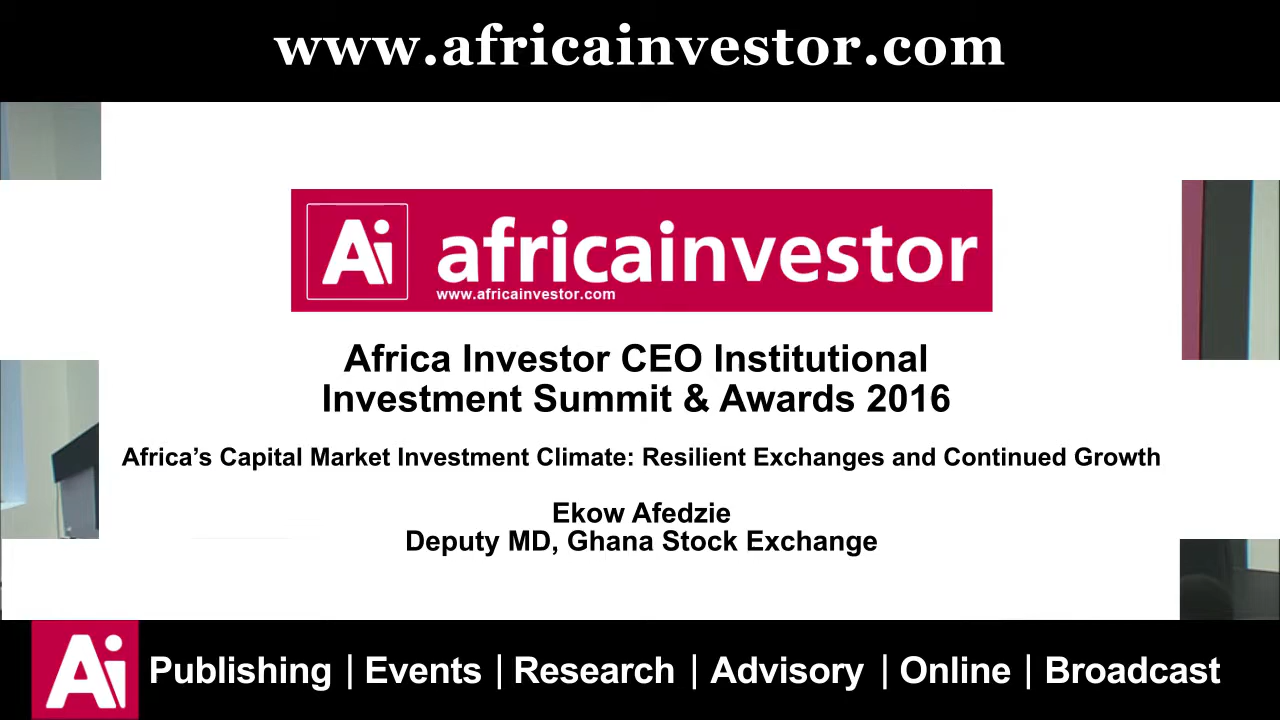 www.africainvestor.com
Ai africainvestor
www.africainvestor.com
Africa Investor CEO Institutional
Investment Summit & Awards 2016
Africa’s Capital Market Investment Climate: Resilient Exchanges and Continued Growth
Ekow Afedzie
Deputy MD, Ghana Stock Exchange
Ai Publishing | Events | Research | Advisory | Online | Broadcast